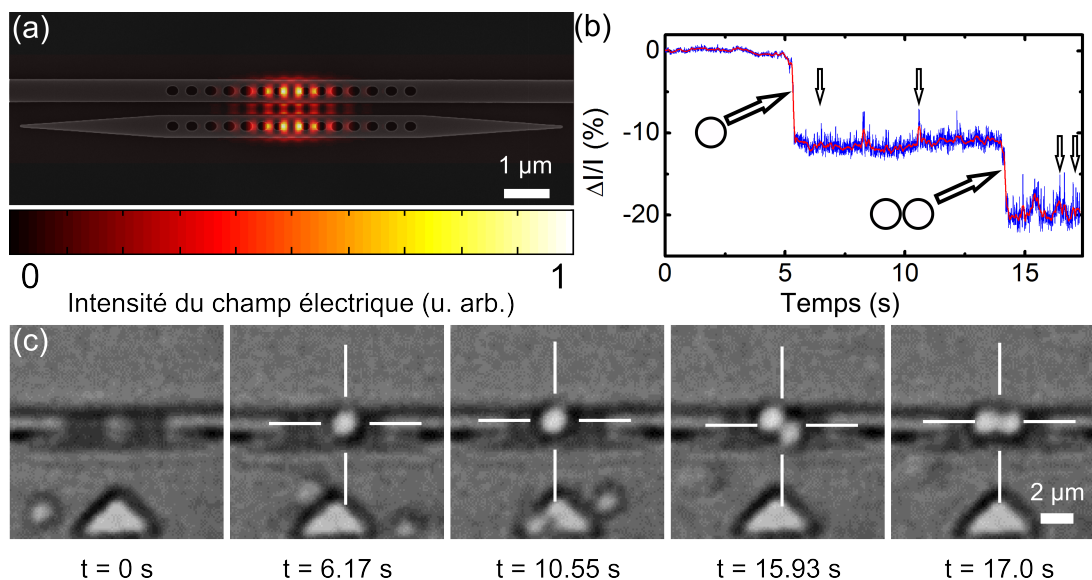 (a)
1 µm
0
1
Intensité du champ électrique (u. arb.)
(b)
0
-10
-20
ΔI/I (%)
0
5
10
15
Temps (s)
(c)
2 µm
t = 0 s
t = 6.17 s
t = 10.55 s
t = 15.93 s
t = 17.0 s